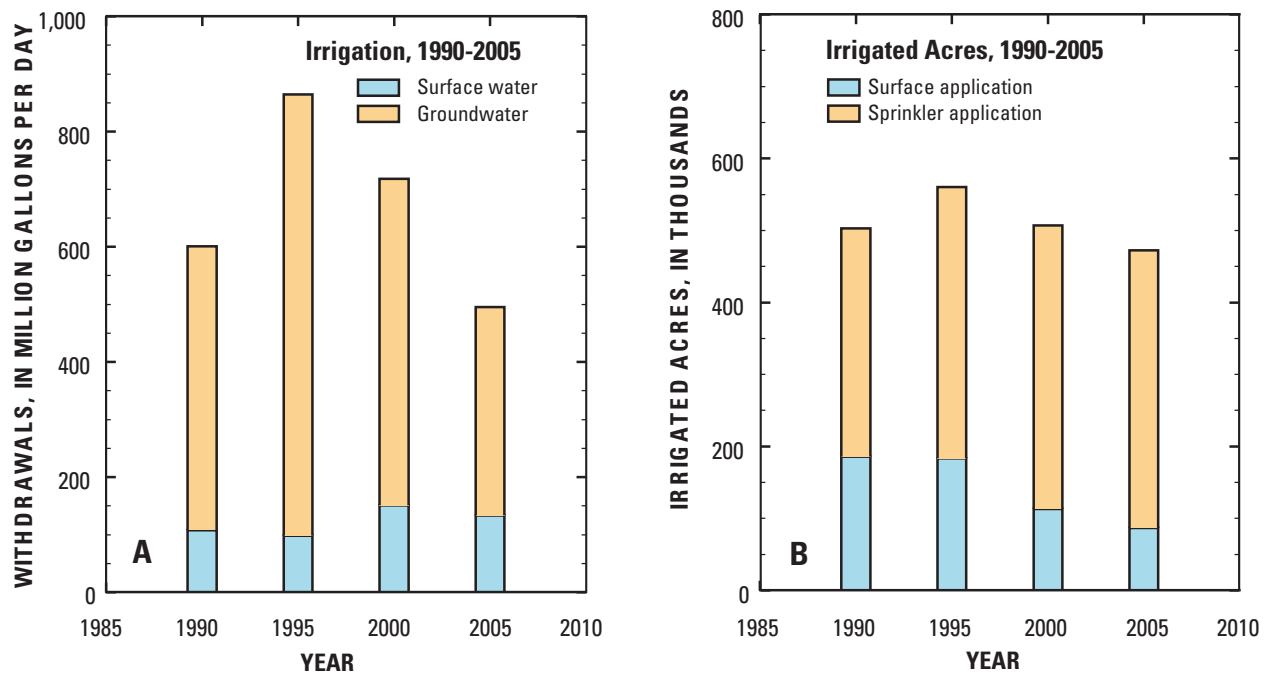 WITHDRAWALS, IN MILLION GALLONS PER DAY
1,000
800
600
400
200
0
Irrigation, 1990-2005
Surface water
Groundwater
A
1985 1990 1995 2000 2005 2010
YEAR
IRRIGATED ACRES, IN THOUSANDS
800
600
400
200
0
Irrigated Acres, 1990-2005
Surface application
Sprinkler application
B
1985 1990 1995 2000 2005 2010
YEAR